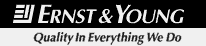 ERNST & YOUNG
Quality In Everything We Do